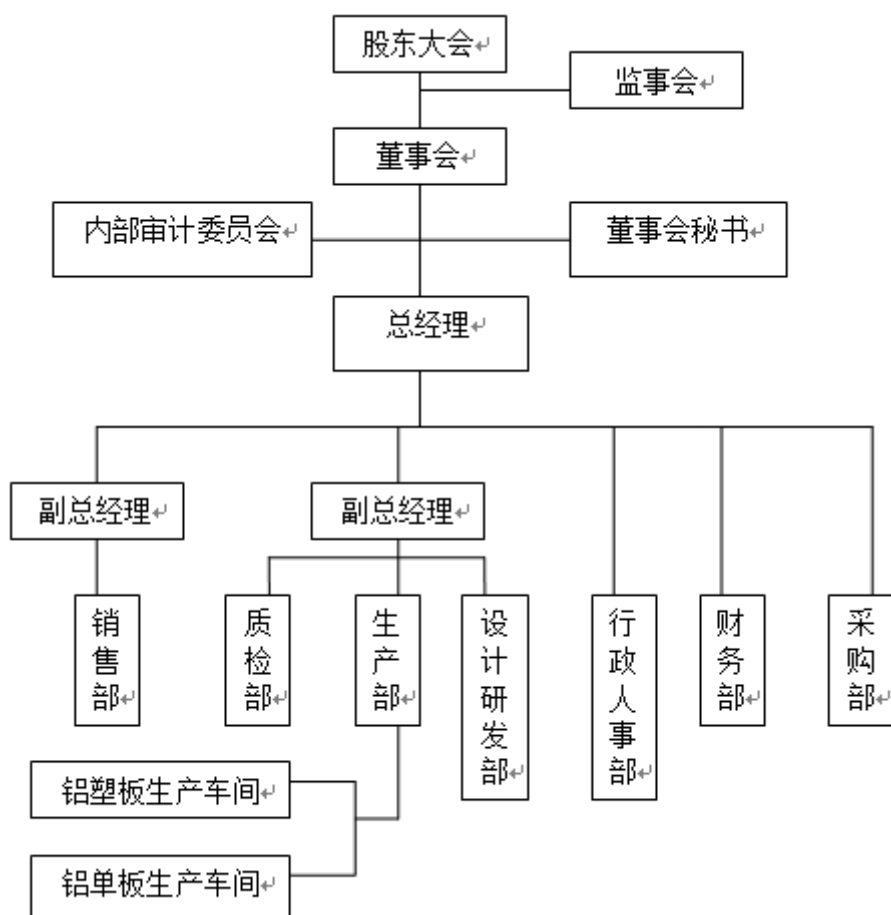 股东大会
监事会
董事会
内部审计委员会
董事会秘书
总经理
副总经理
副总经理
销售部
质检部
生产部
设计研发部
行政人事部
财务部
采购部
铝塑板生产车间
铝单板生产车间